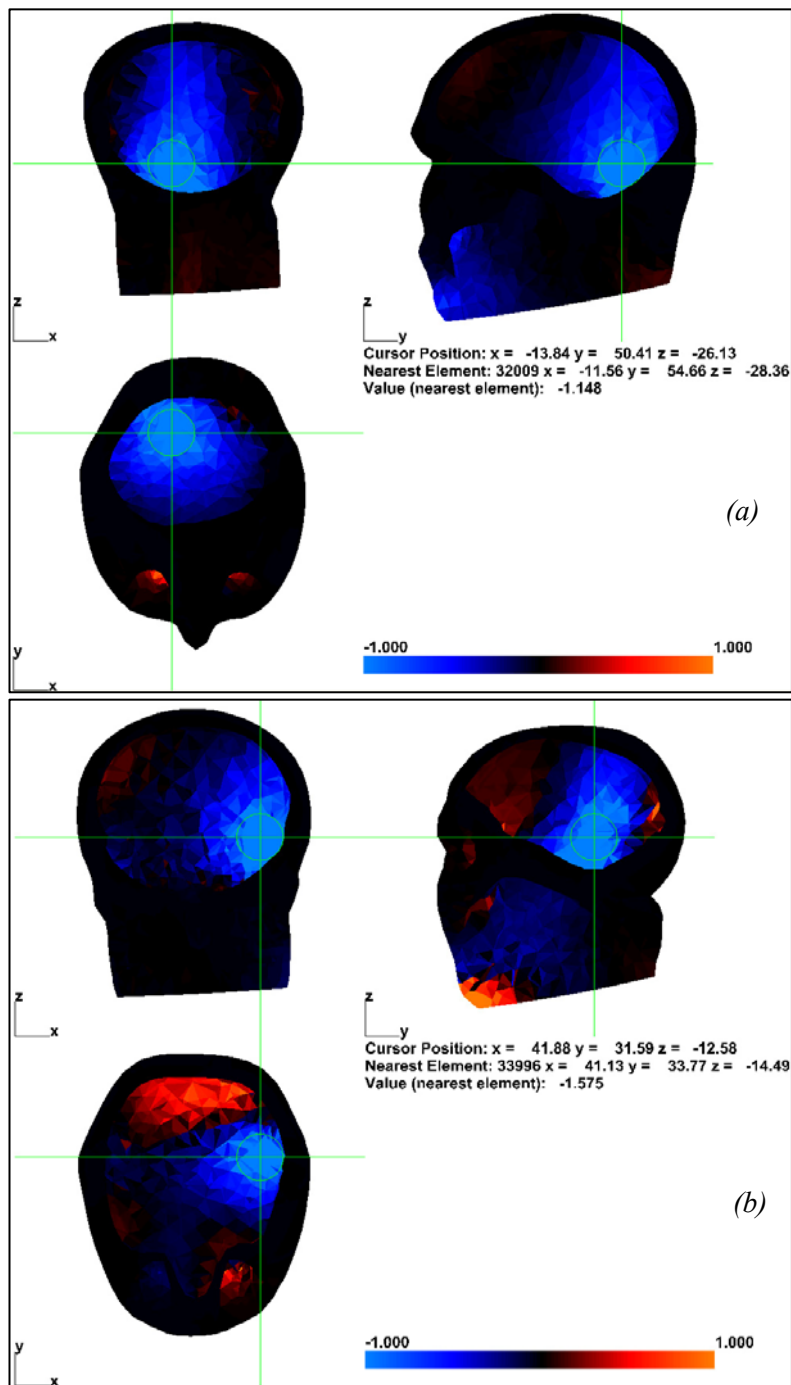 z
x
z
y
Cursor Position: x = -13.84 y = 50.41 z = -26.13
Nearest Element: 32009 x = -11.56 y = 54.66 z = -28.36
Value (nearest element): -1.148
(a)
y
x
-1.000 1.000
z
x
z
y
Cursor Position: x = 41.88 y = 31.59 z = -12.58
Nearest Element: 33996 x = 41.13 y = 33.77 z = -14.49
Value (nearest element): -1.575
(b)
y
x
-1.000 1.000